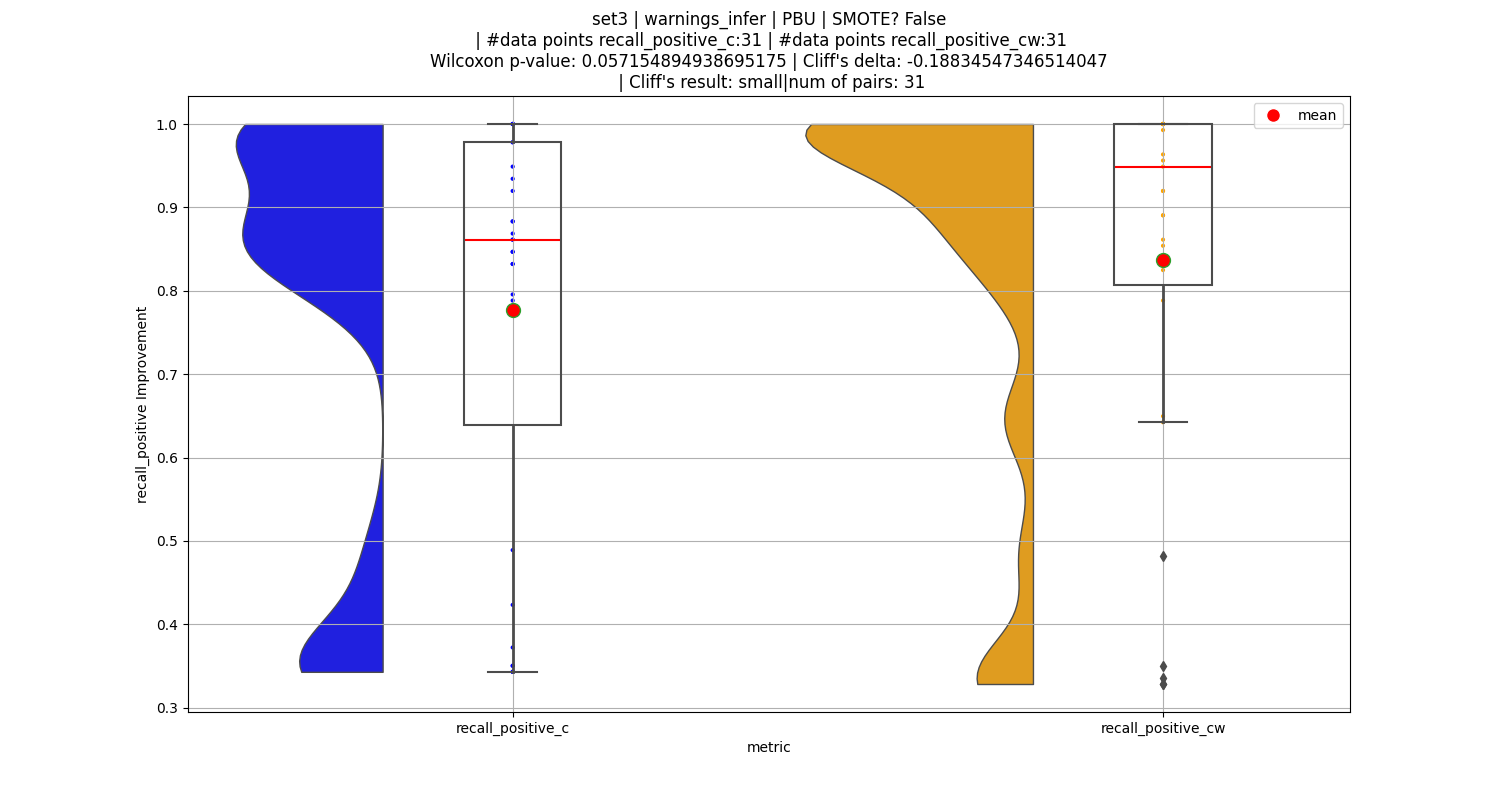 set3 | warnings_infer | PBU | SMOTE? False
| #data points recall_positive_c:31 | #data points recall_positive_cw:31
Wilcoxon p-value: 0.057154894938695175 | Cliff's delta: -0.18834547346514047
| Cliff's result: small|num of pairs: 31
mean
1.0
0.9
0.8
0.7
0.6
0.5
0.4
0.3
recall_positive Improvement
recall_positive_c
recall_positive_cw
metric